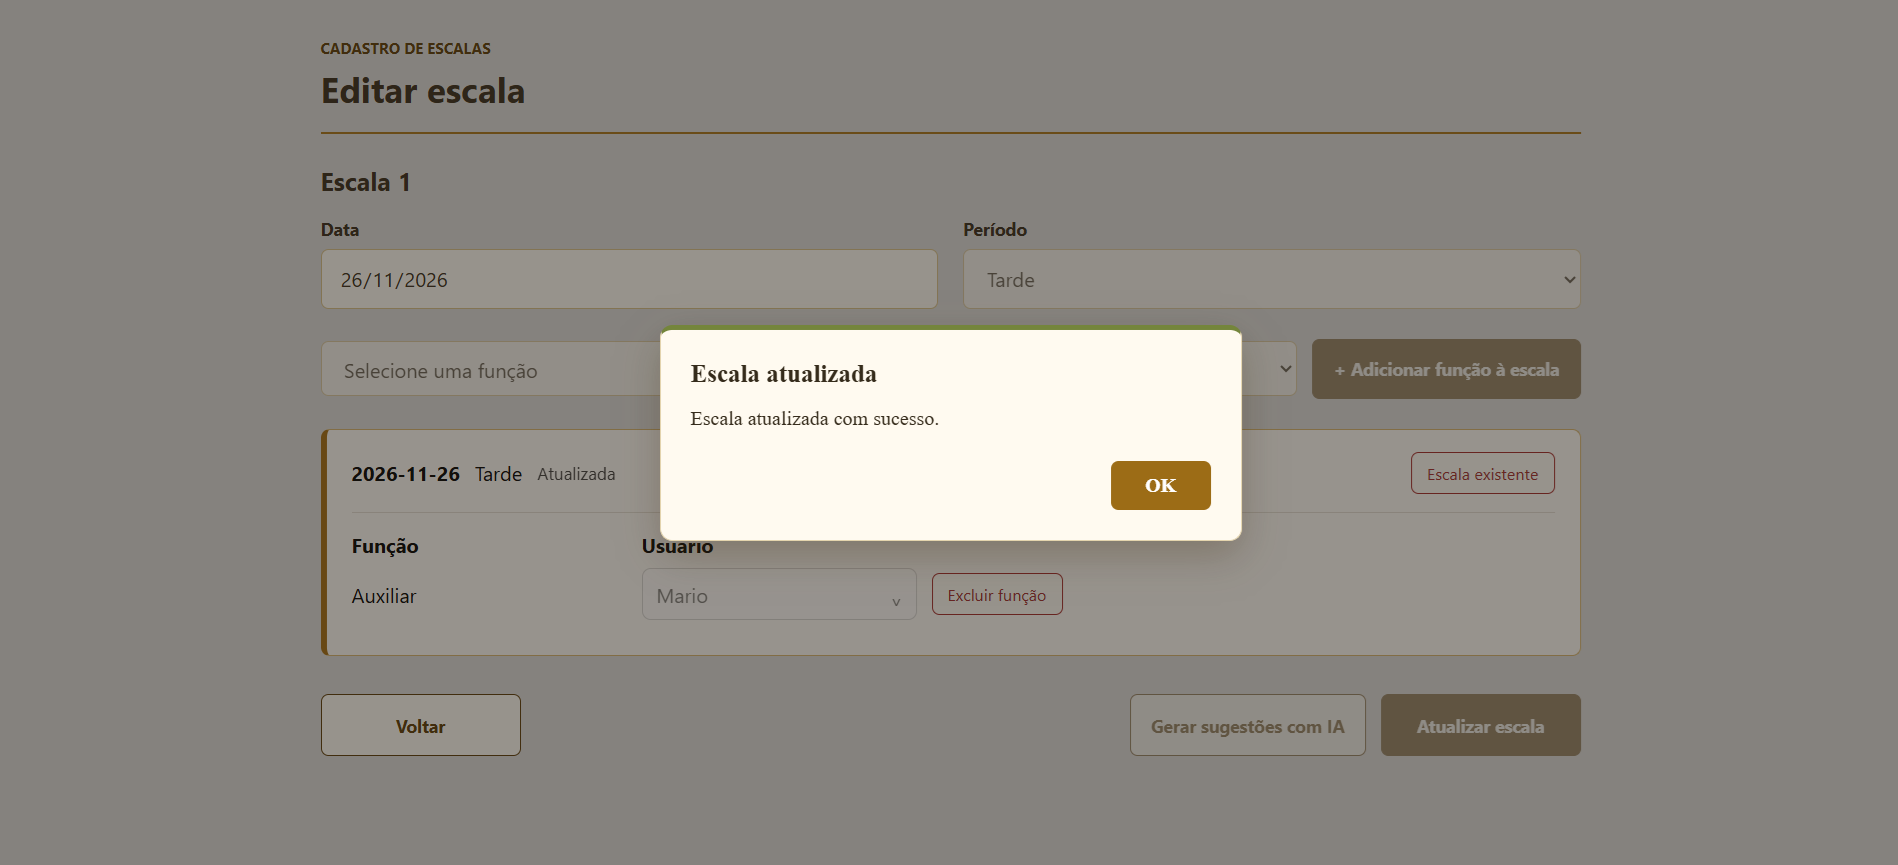 CADASTRO DE ESCALAS
Editar escala
Escala 1
Data
Período
26/11/2026
Tarde
Selecione uma função
+ Adicionar função à escala
Escala atualizada
Escala atualizada com sucesso.
OK
2026-11-26 Tarde Atualizada
Escala existente
Função
Usuário
Auxiliar
Mario
Excluir função
Voltar
Gerar sugestões com IA
Atualizar escala